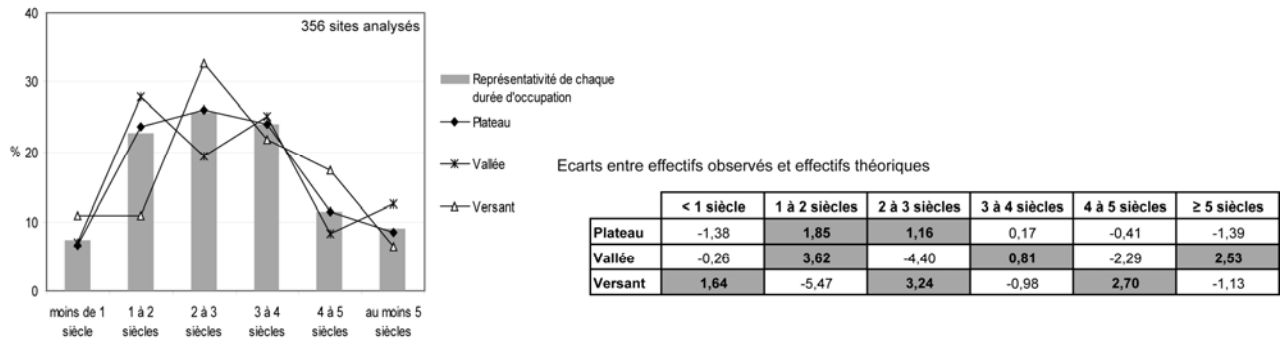 40
356 sites analysés
30
20
%
10
0
moins de 1
siècle
1 à 2
siècles
2 à 3
siècles
3 à 4
siècles
4 à 5
siècles
au moins 5
siècles
Représentativité de chaque
durée d'occupation
Plateau
Vallée
Versant
Ecarts entre effectifs observés et effectifs théoriques
< 1 siècle 1 à 2 siècles 2 à 3 siècles 3 à 4 siècles 4 à 5 siècles ≥ 5 siècles
Plateau -1,38 1,85 1,16 0,17 -0,41 -1,39
Vallée -0,26 3,62 -4,40 0,81 -2,29 2,53
Versant 1,64 -5,47 3,24 -0,98 2,70 -1,13